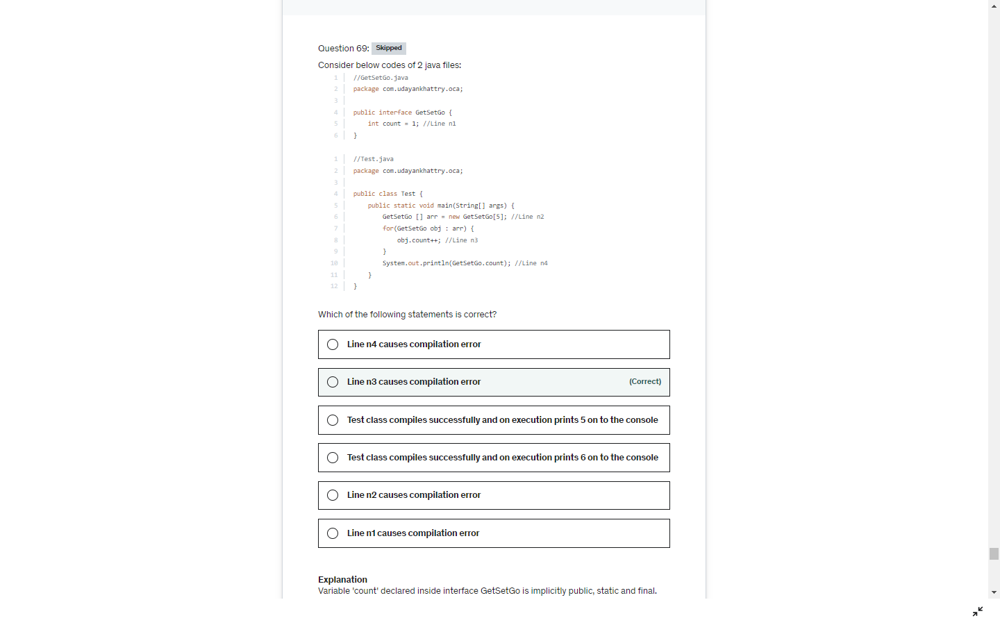 Question 69: Skipped
Consider below codes of 2 java files:
1 //GetSetGo.java
2 package com.udayankhattry.oca;
3
4 public interface GetSetGo {
5     int count = 1; //Line n1
6 }
1 //Test.java
2 package com.udayankhattry.oca;
3
4 public class Test {
5     public static void main(String[] args) {
6         GetSetGo [] arr = new GetSetGo[5]; //Line n2
7         for(GetSetGo obj : arr) {
8             obj.count++; //Line n3
9         }
10         System.out.println(GetSetGo.count); //Line n4
11     }
12 }
Which of the following statements is correct?
Line n4 causes compilation error
Line n3 causes compilation error (Correct)
Test class compiles successfully and on execution prints 5 on to the console
Test class compiles successfully and on execution prints 6 on to the console
Line n2 causes compilation error
Line n1 causes compilation error
Explanation
Variable 'count' declared inside interface GetSetGo is implicitly public, static and final.